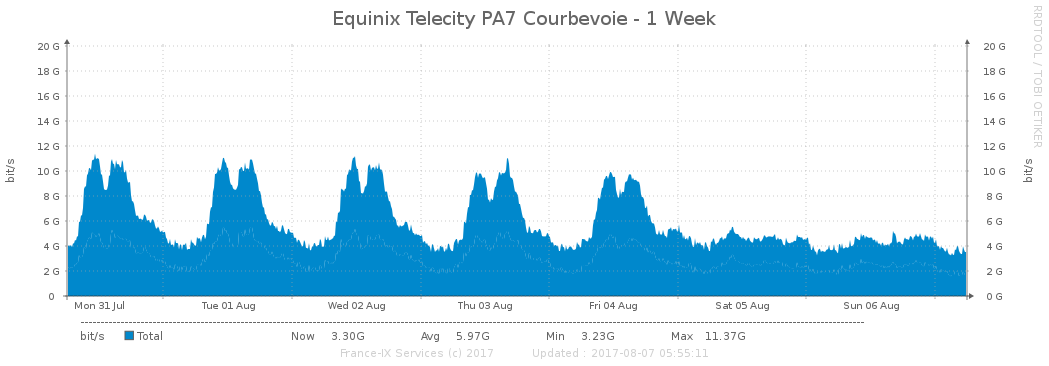 Equinix Telecity PA7 Courbevoie - 1 Week
RRDTOOL / TOBI OETIKER
bit/s
20 G 20 G
18 G 18 G
16 G 16 G
14 G 14 G
12 G 12 G
10 G 10 G
8 G 8 G
6 G 6 G
4 G 4 G
2 G 2 G
0 0 G
bit/s
Mon 31 Jul Tue 01 Aug Wed 02 Aug Thu 03 Aug Fri 04 Aug Sat 05 Aug Sun 06 Aug
bit/s Total Now 3.30G Avg 5.97G Min 3.23G Max 11.37G
France-IX Services (c) 2017 Updated : 2017-08-07 05:55:11